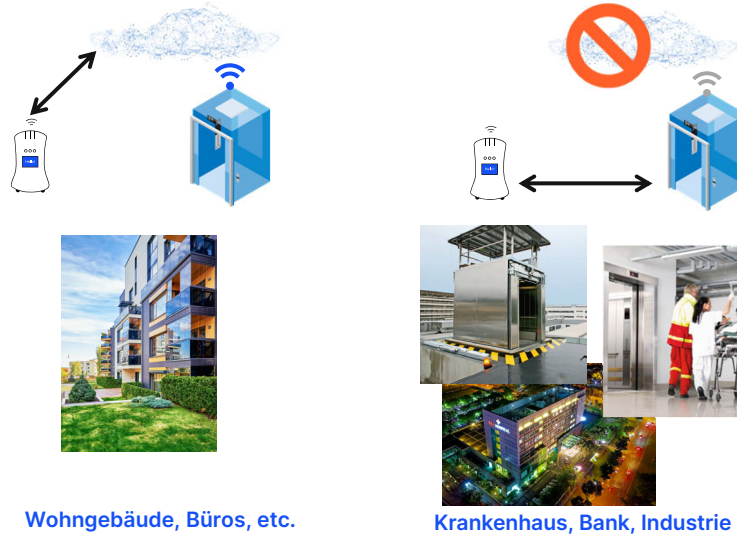 Wohngebäude, Büros, etc.
Krankenhaus, Bank, Industrie